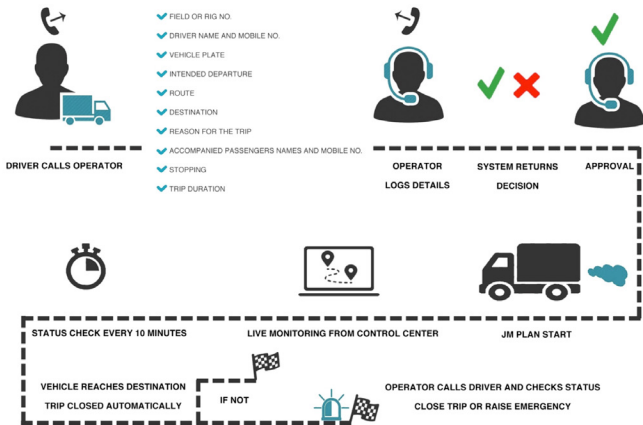 FIELD OR RIG NO.
DRIVER NAME AND MOBILE NO.
VEHICLE PLATE
INTENDED DEPARTURE
ROUTE
DESTINATION
REASON FOR THE TRIP
ACCOMPANIED PASSENGERS NAMES AND MOBILE NO.
STOPPING
TRIP DURATION
DRIVER CALLS OPERATOR
OPERATOR
LOGS DETAILS
SYSTEM RETURNS
DECISION
APPROVAL
STATUS CHECK EVERY 10 MINUTES
LIVE MONITORING FROM CONTROL CENTER
JM PLAN START
VEHICLE REACHES DESTINATION
TRIP CLOSED AUTOMATICALLY
IF NOT
OPERATOR CALLS DRIVER AND CHECKS STATUS
CLOSE TRIP OR RAISE EMERGENCY